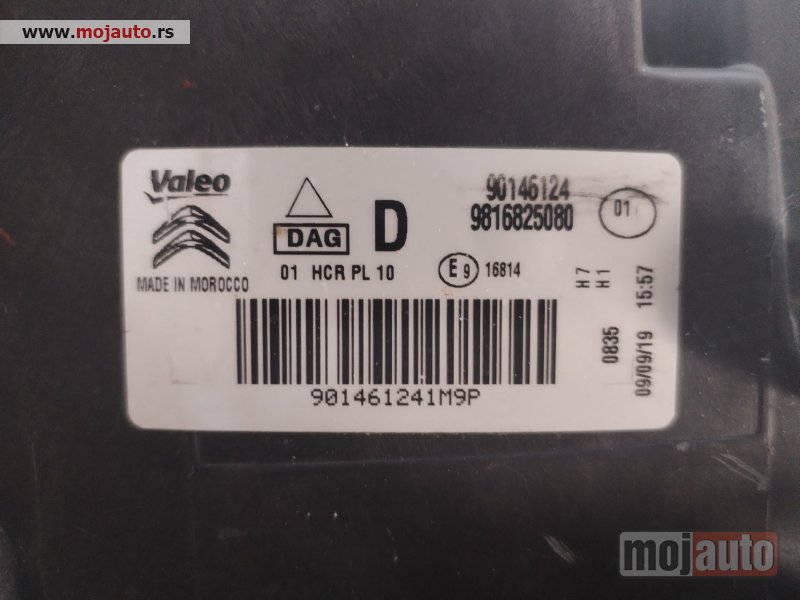 www.mojauto.rs
Valeo
MADE IN MOROCCO
DAG
01 HCR PL 10
D
90146124
9816825080
01
E9 16814
H7
H1
0835
09/09/19 15:57
901461241M9P
mojauto